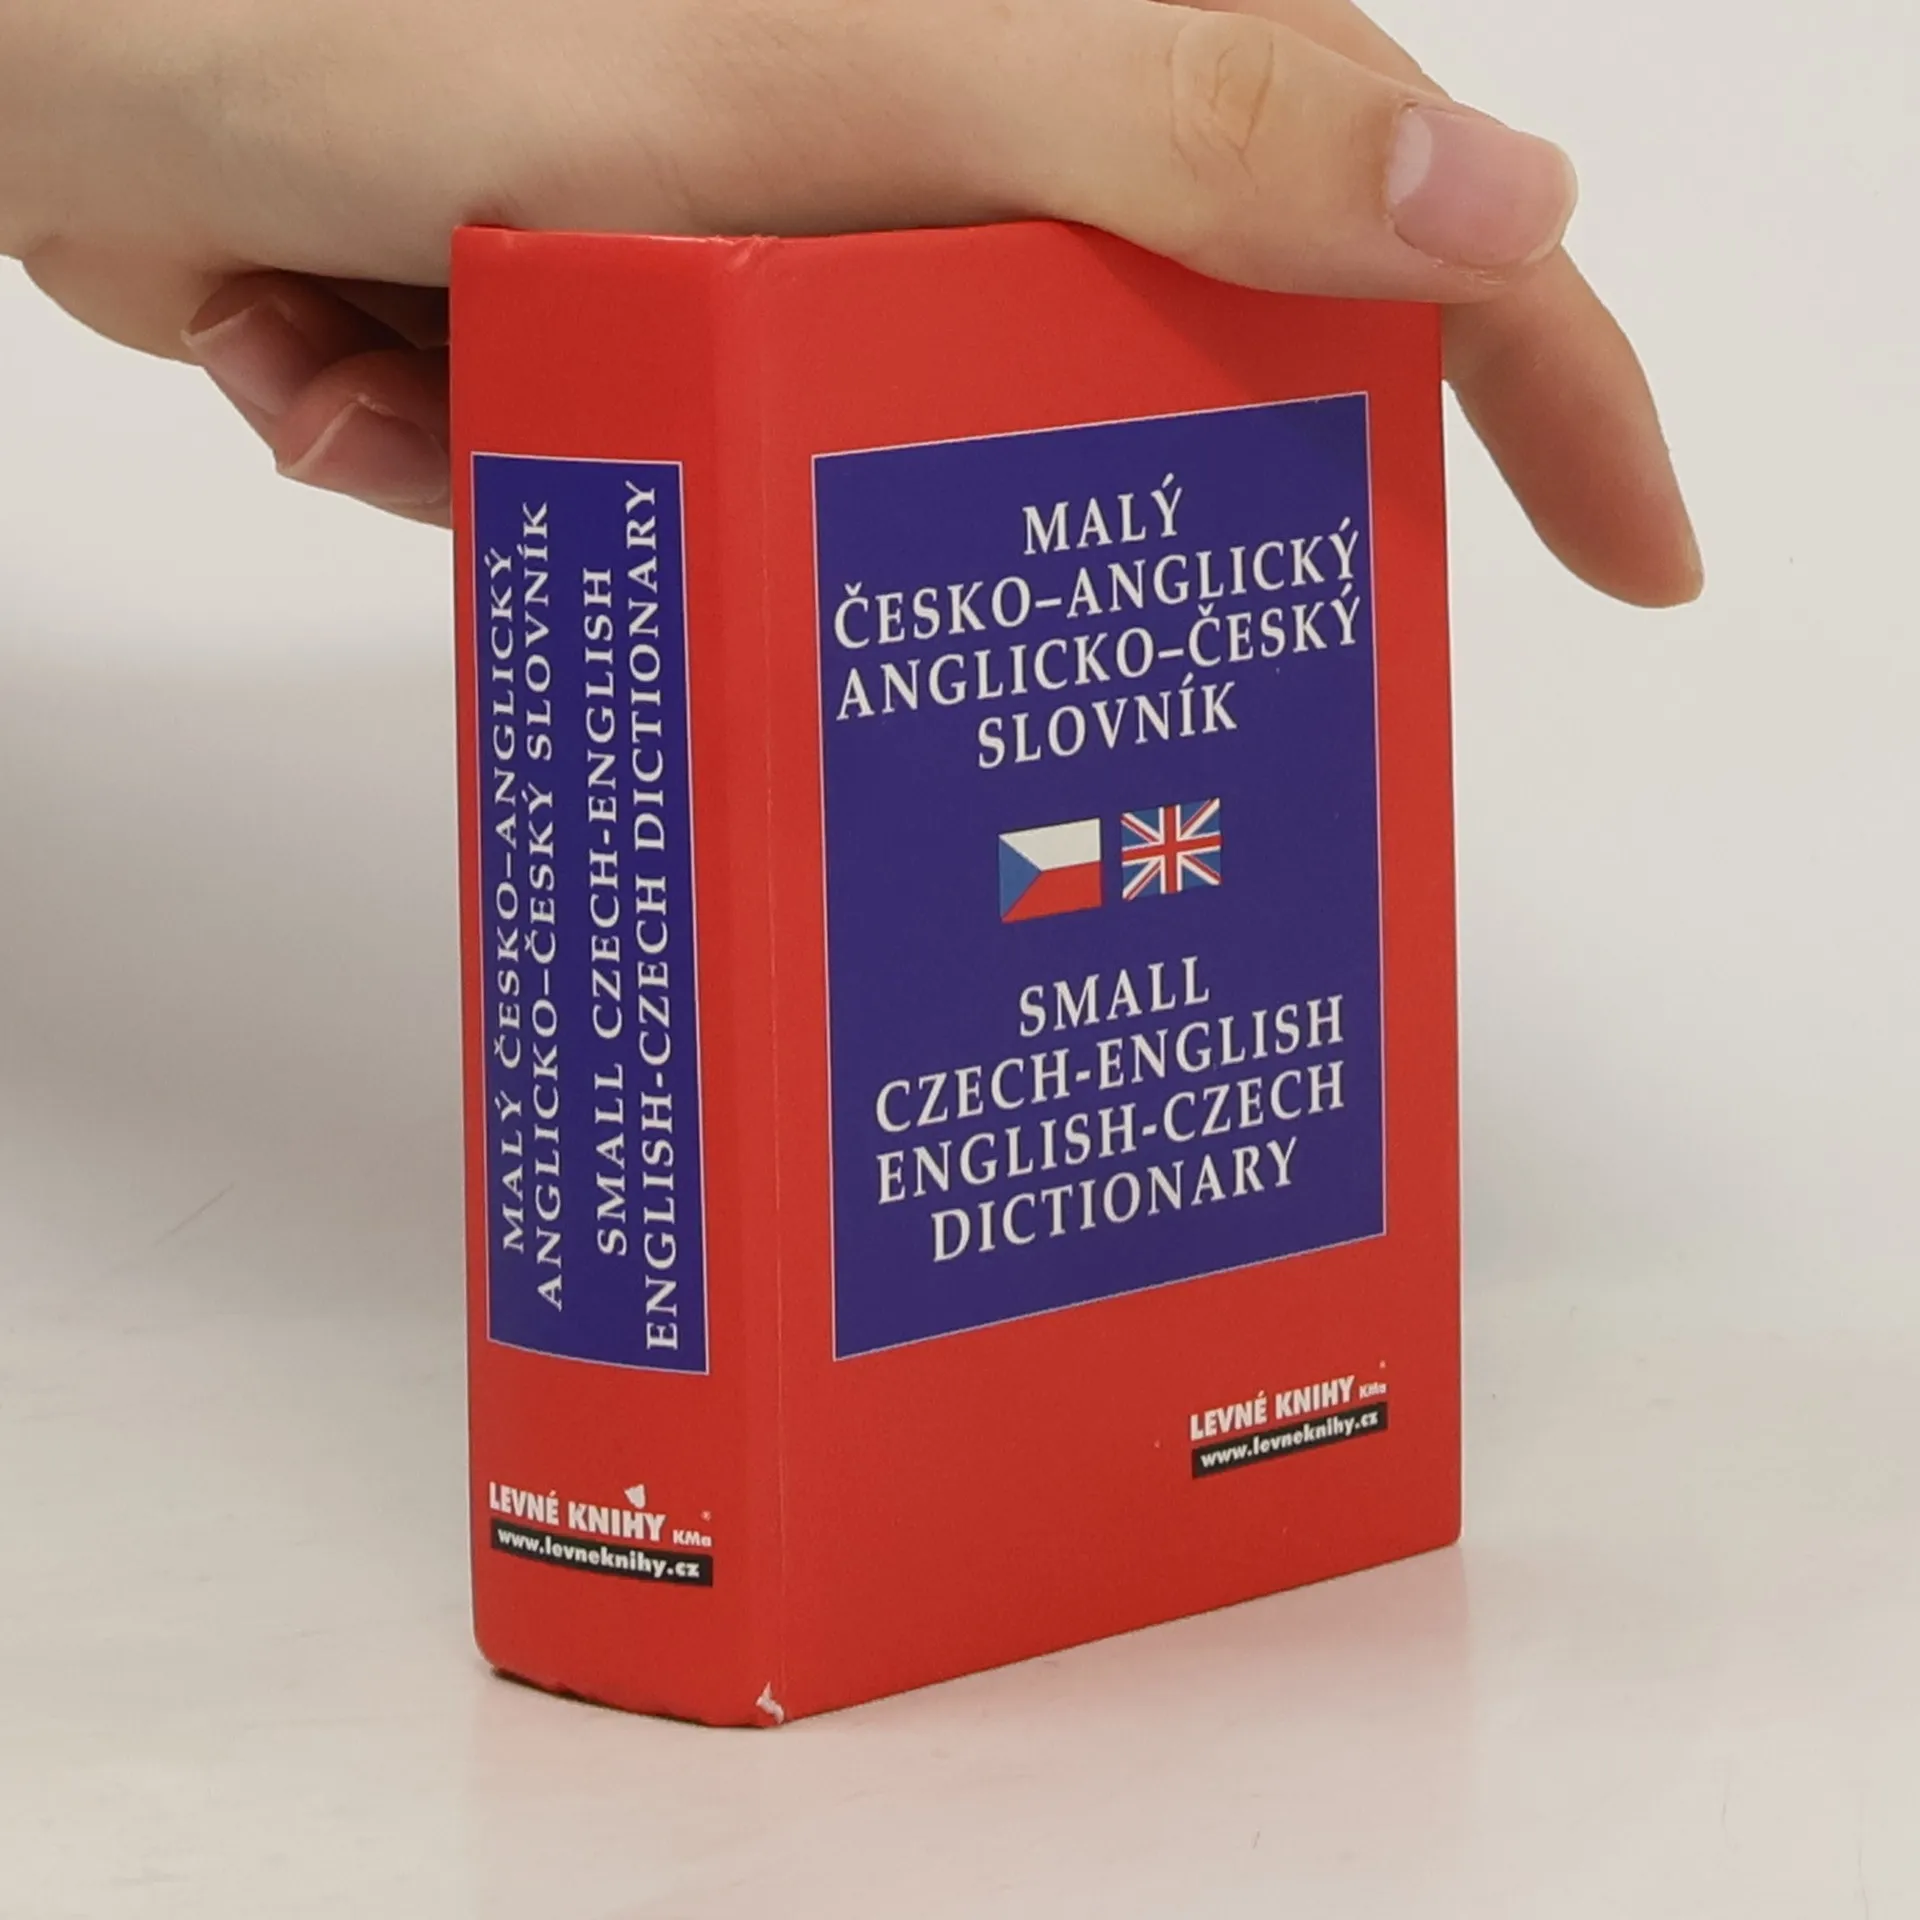 MALÝ ČESKO–ANGLICKÝ
ANGLICKO–ČESKÝ SLOVNÍK
SMALL CZECH-ENGLISH
ENGLISH-CZECH DICTIONARY
LEVNÉ KNIHY KMa
www.levneknihy.cz
MALÝ
ČESKO–ANGLICKÝ
ANGLICKO–ČESKÝ
SLOVNÍK
SMALL
CZECH-ENGLISH
ENGLISH-CZECH
DICTIONARY
LEVNÉ KNIHY KMa
www.levneknihy.cz